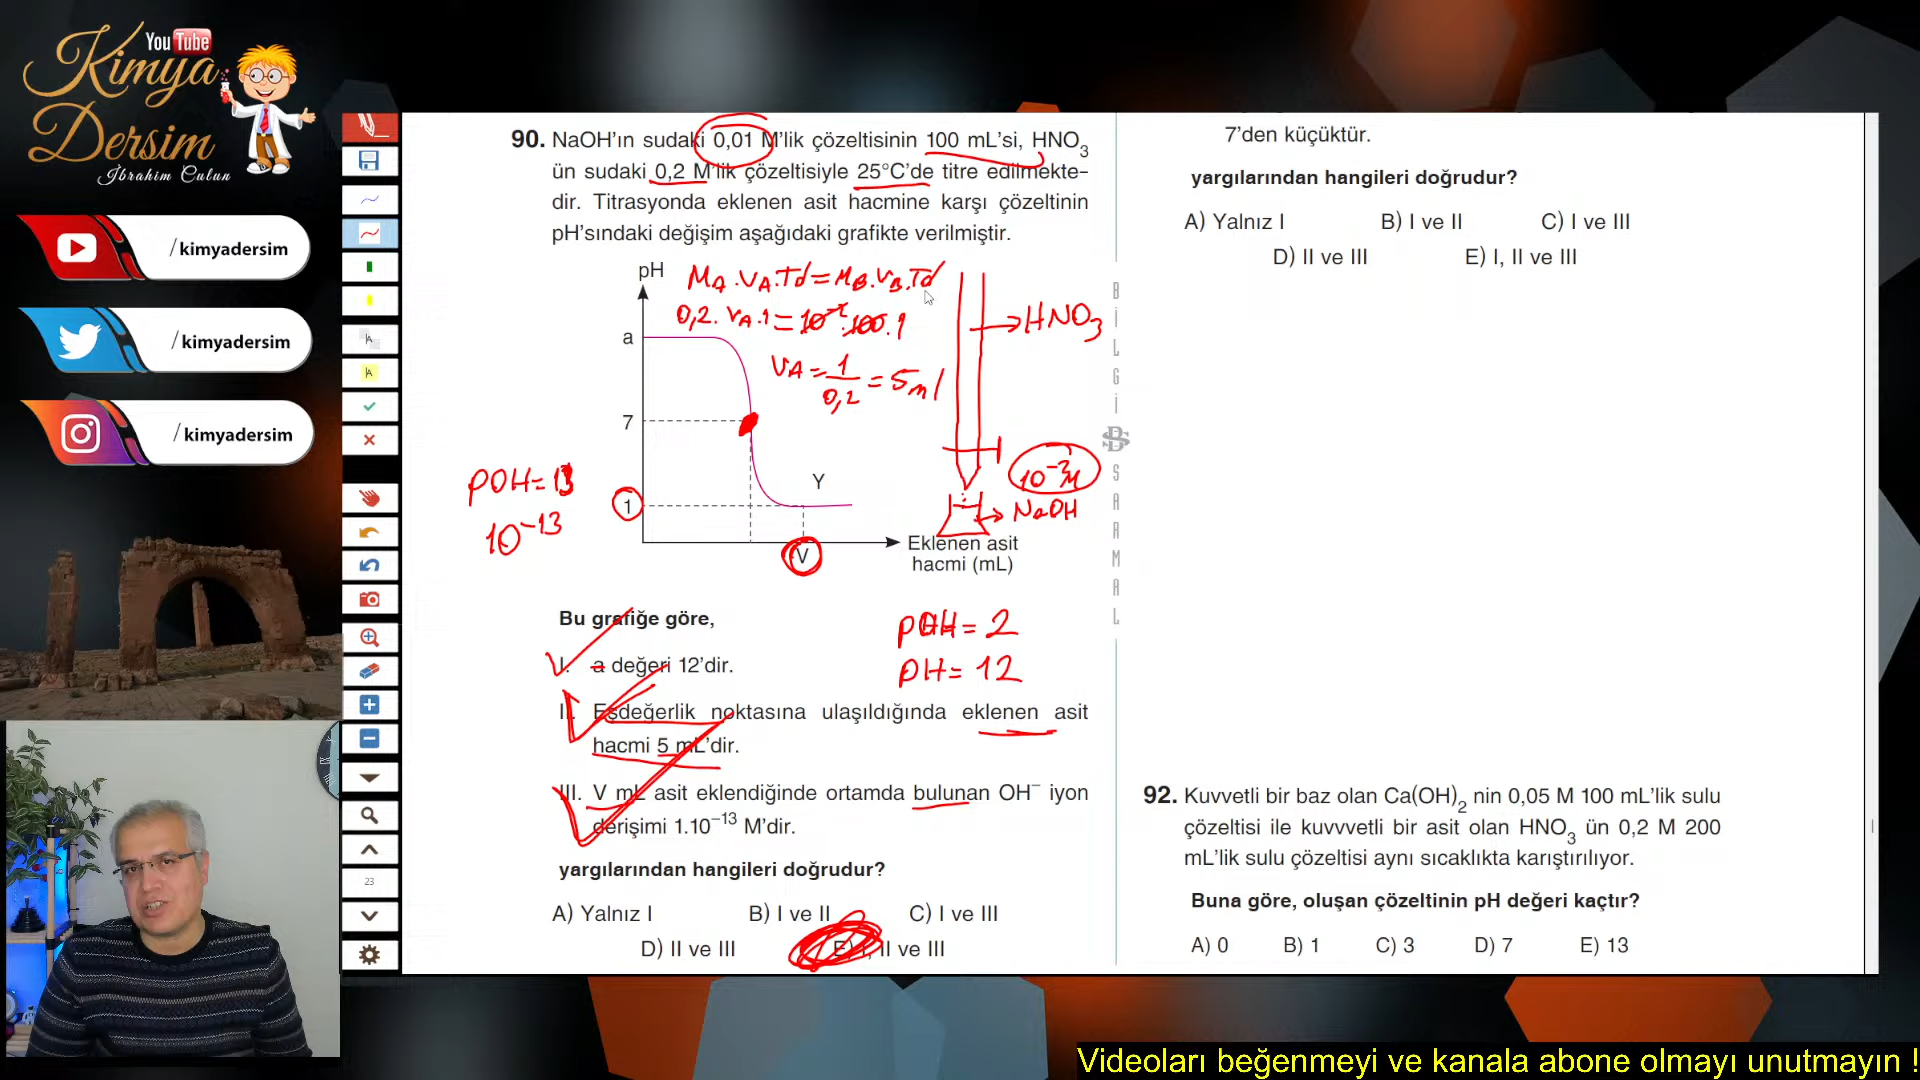 You Tube
Kimya
Dersim
İbrahim Culun
/kimyadersim
/kimyadersim
/kimyadersim
23
90. NaOH'ın sudaki 0,01 M'lik çözeltisinin 100 mL'si, HNO3
ün sudaki 0,2 M'lik çözeltisiyle 25°C'de titre edilmekte-
dir. Titrasyonda eklenen asit hacmine karşı çözeltinin
pH'sındaki değişim aşağıdaki grafikte verilmiştir.
pH
a
7
1
Y
V
Eklenen asit
hacmi (mL)
MA.VA.Td=MB.VB.Td
0,2.VA.1=10⁻².100.1
VA=1/0,2=5ml
HNO3
NaOH
POH=13
10⁻¹³
POH=2
PH=12
Bu grafiğe göre,
I. a değeri 12'dir.
II. Eşdeğerlik noktasına ulaşıldığında eklenen asit
hacmi 5 mL'dir.
III. V mL asit eklendiğinde ortamda bulunan OH⁻ iyon
derişimi 1.10⁻¹³ M'dir.
yargılarından hangileri doğrudur?
A) Yalnız I B) I ve II C) I ve III
D) II ve III E) I, II ve III
BİLGİ
SARMAL
7'den küçüktür.
yargılarından hangileri doğrudur?
A) Yalnız I B) I ve II C) I ve III
D) II ve III E) I, II ve III
92. Kuvvetli bir baz olan Ca(OH)2 nin 0,05 M 100 mL'lik sulu
çözeltisi ile kuvvvetli bir asit olan HNO3 ün 0,2 M 200
mL'lik sulu çözeltisi aynı sıcaklıkta karıştırılıyor.
Buna göre, oluşan çözeltinin pH değeri kaçtır?
A) 0 B) 1 C) 3 D) 7 E) 13
Videoları beğenmeyi ve kanala abone olmayı unutmayın !